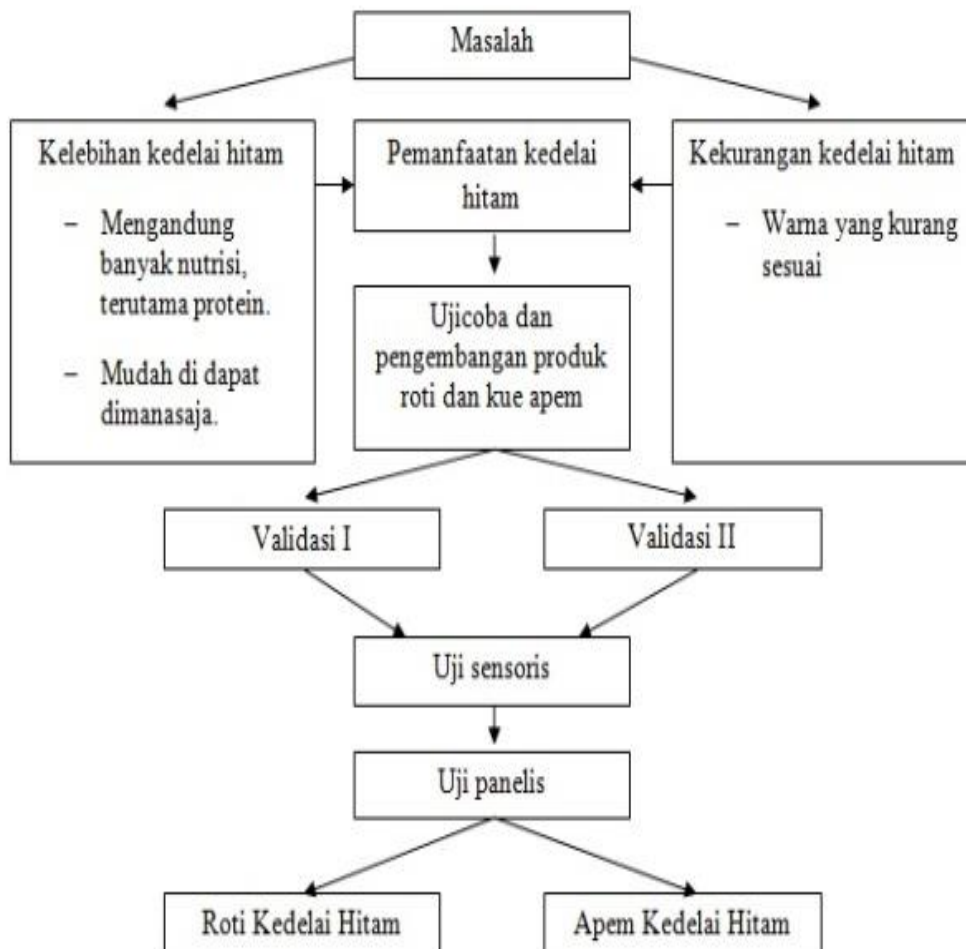 Masalah
Kelebihan kedelai hitam
– Mengandung
banyak nutrisi,
terutama protein.
– Mudah di dapat
dimanasaja.
Pemanfaatan kedelai
hitam
Kekurangan kedelai hitam
– Warna yang kurang
sesuai
Ujicoba dan
pengembangan produk
roti dan kue apem
Validasi I
Validasi II
Uji sensoris
Uji panelis
Roti Kedelai Hitam
Apem Kedelai Hitam